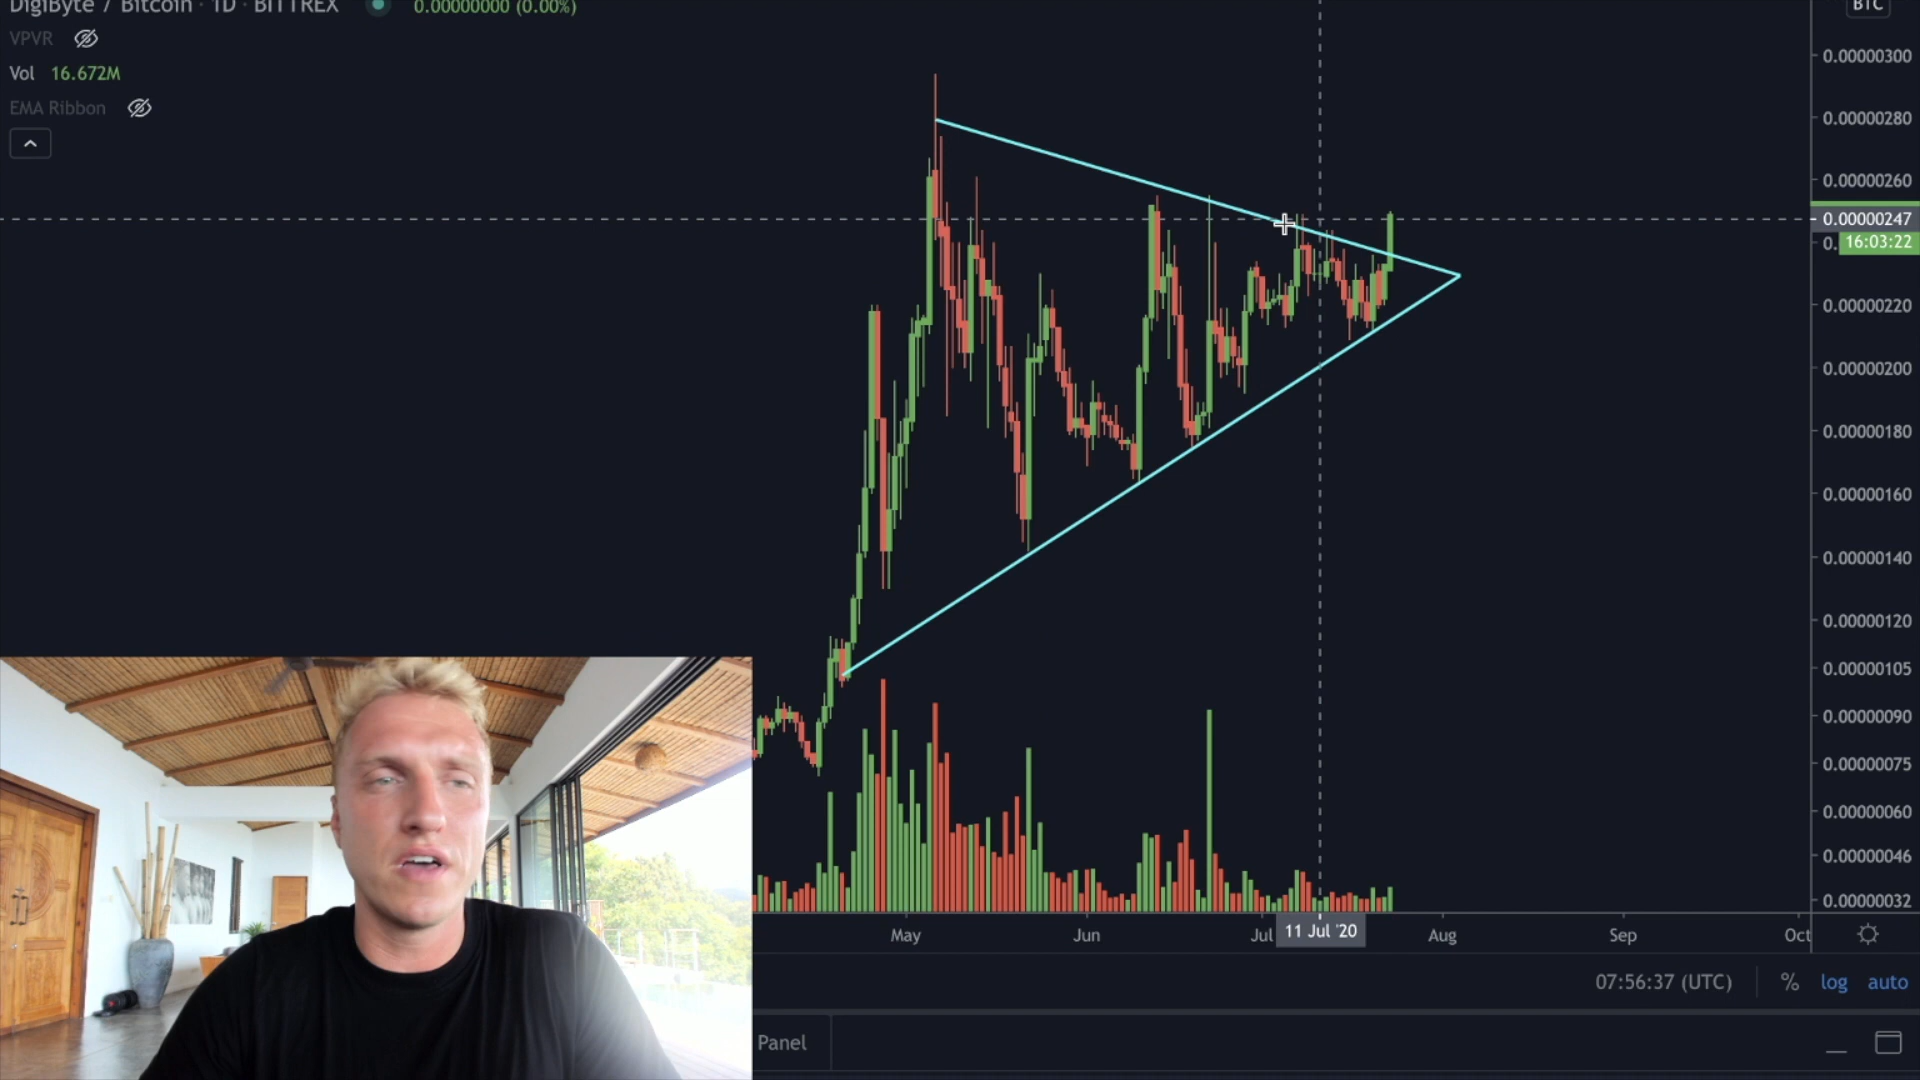 DigiByte / Bitcoin · 1D · BITTREX 0.00000000 (0.00%)
BTC
VPVR
Vol 16.672M
EMA Ribbon
0.00000300
0.00000280
0.00000260
0.00000247
0. 16:03:22
0.00000220
0.00000200
0.00000180
0.00000160
0.00000140
0.00000120
0.00000105
0.00000090
0.00000075
0.00000060
0.00000046
0.00000032
May Jun Jul 11 Jul '20 Aug Sep Oct
07:56:37 (UTC) % log auto
Panel